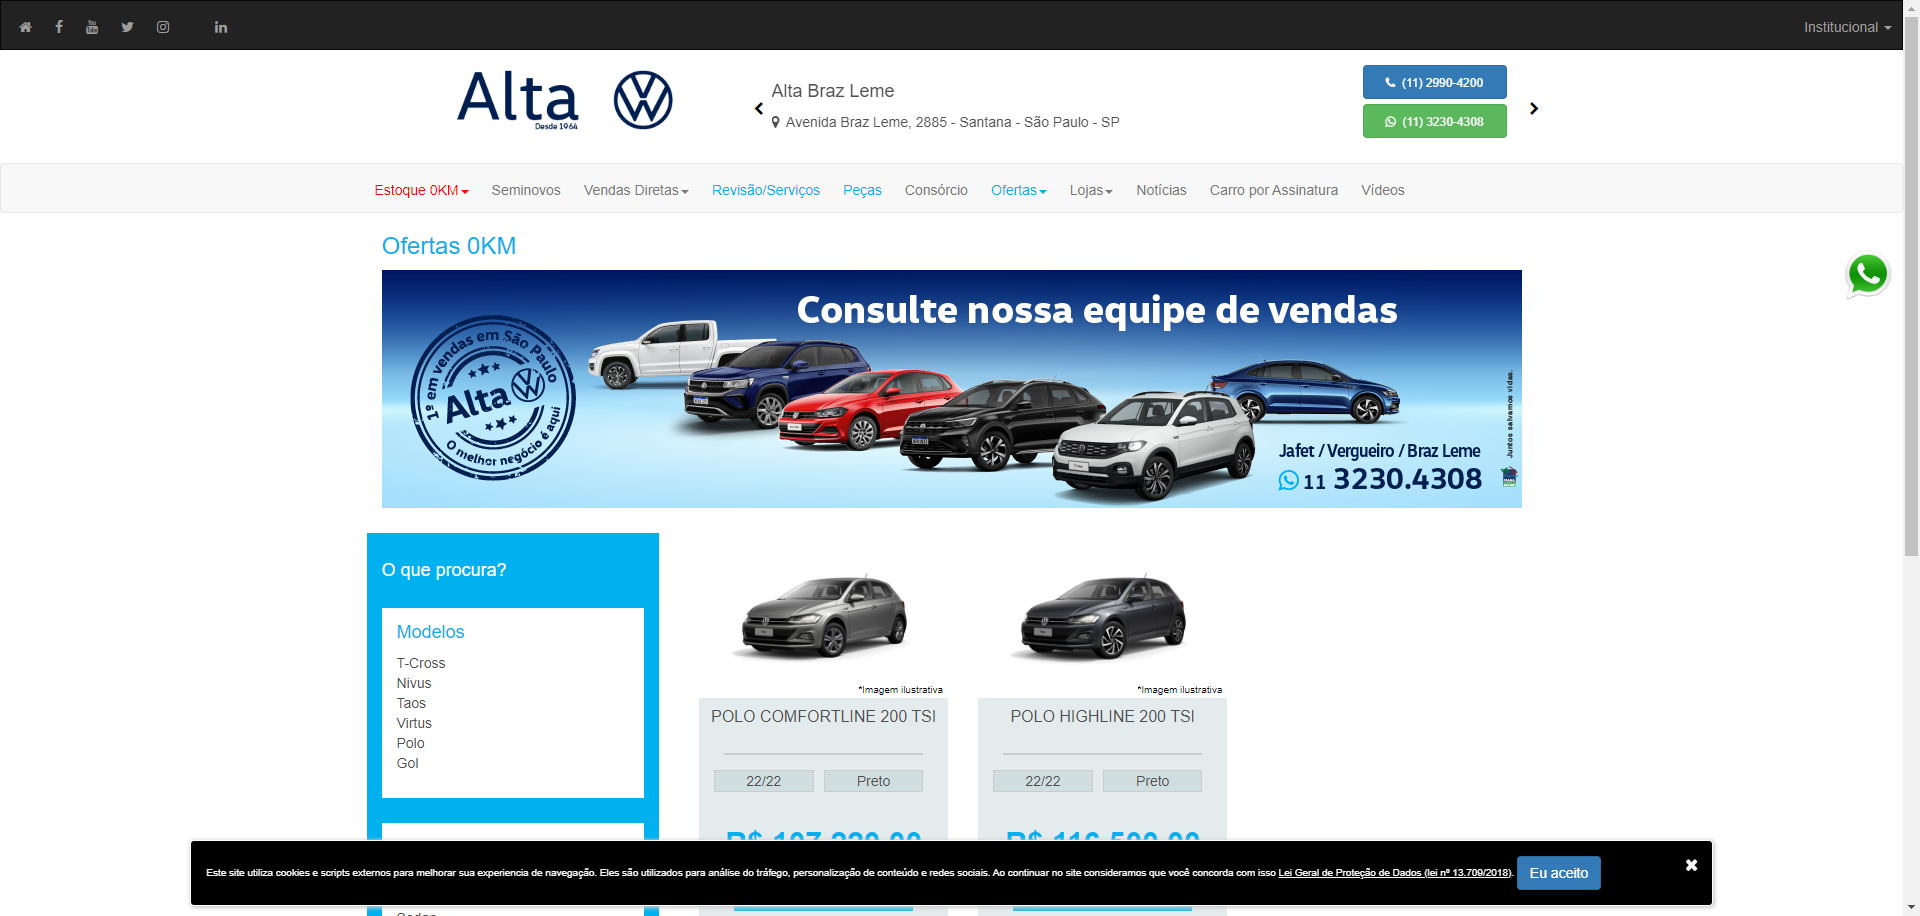 Institucional
Alta
Desde 1964
Alta Braz Leme
Avenida Braz Leme, 2885 - Santana - São Paulo - SP
(11) 2990-4200
(11) 3230-4308
Estoque 0KM Seminovos Vendas Diretas Revisão/Serviços Peças Consórcio Ofertas Lojas Notícias Carro por Assinatura Vídeos
Ofertas 0KM
Consulte nossa equipe de vendas
1º em vendas em São Paulo
Alta
O melhor negócio é aqui
Juntos salvamos vidas.
Jafet / Vergueiro / Braz Leme
11 3230.4308
O que procura?
Modelos
T-Cross
Nivus
Taos
Virtus
Polo
Gol
*Imagem ilustrativa
POLO COMFORTLINE 200 TSI
22/22 Preto
*Imagem ilustrativa
POLO HIGHLINE 200 TSI
22/22 Preto
Este site utiliza cookies e scripts externos para melhorar sua experiencia de navegação. Eles são utilizados para análise do tráfego, personalização de conteúdo e redes sociais. Ao continuar no site consideramos que você concorda com isso Lei Geral de Proteção de Dados (lei nº 13.709/2018).
Eu aceito